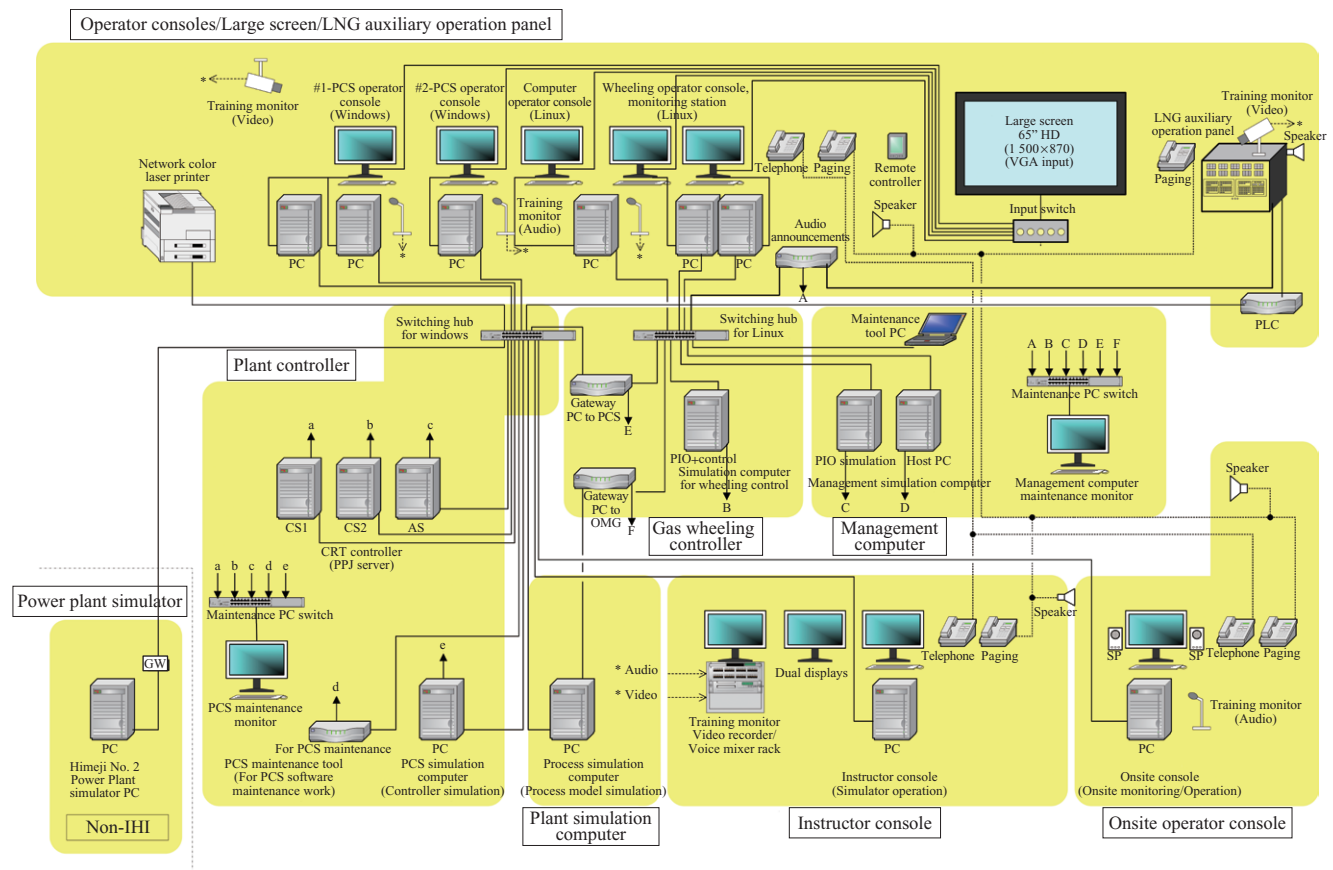 Operator consoles/Large screen/LNG auxiliary operation panel
*
Training monitor
(Video)
#1-PCS operator
console
(Windows)
#2-PCS operator
console
(Windows)
Computer
operator console
(Linux)
Wheeling operator console,
monitoring station
(Linux)
Large screen
65” HD
(1 500×870)
(VGA input)
Training monitor
(Video)
*
LNG auxiliary
operation panel
Speaker
Network color
laser printer
Telephone
Paging
Remote
controller
Paging
Training
monitor
(Audio)
Speaker
Input switch
Audio
announcements
PC
PC
*
PC
*
PC
*
PC
PC
A
PLC
Switching hub
for windows
Switching hub
for Linux
Maintenance
tool PC
Plant controller
A
B
C
D
E
F
Maintenance PC switch
Gateway
PC to PCS
E
a
b
c
PIO+control
Simulation computer
for wheeling control
B
PIO simulation
Host PC
Management simulation computer
C
D
Management computer
maintenance monitor
Speaker
CS1
CS2
AS
CRT controller
(PPJ server)
Gateway
PC to
OMG
F
Gas wheeling
controller
Management
computer
a
b
c
d
e
Maintenance PC switch
Power plant simulator
GW
PC
Himeji No. 2
Power Plant
simulator PC
Non-IHI
PCS maintenance
monitor
d
For PCS maintenance
PCS maintenance tool
(For PCS software
maintenance work)
e
PC
PCS simulation
computer
(Controller simulation)
PC
Process simulation
computer
(Process model simulation)
Plant simulation
computer
* Audio
* Video
Training monitor
Video recorder/
Voice mixer rack
Dual displays
Telephone
Paging
Speaker
PC
Instructor console
(Simulator operation)
Instructor console
SP
SP
Telephone
Paging
PC
Training monitor
(Audio)
Onsite console
(Onsite monitoring/Operation)
Onsite operator console